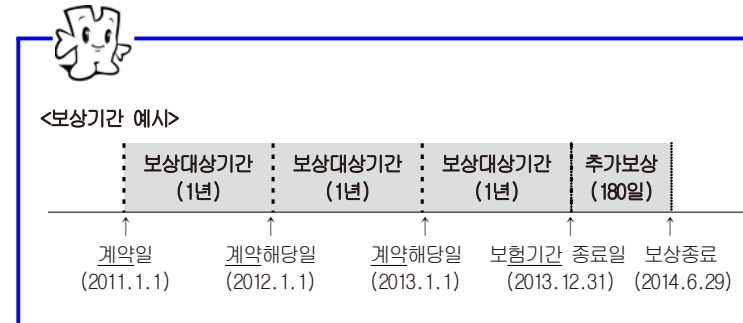 <보상기간 예시>
보상대상기간 보상대상기간 보상대상기간 추가보상
(1년) (1년) (1년) (180일)
계약일 계약해당일 계약해당일 보험기간 종료일 보상종료
(2011.1.1) (2012.1.1) (2013.1.1) (2013.12.31) (2014.6.29)